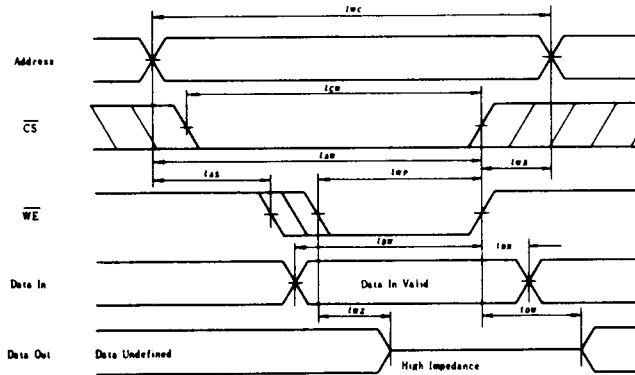 tWC
Address
tCW
CS
tAW
tWR
tAS
tWP
WE
tDW
tDH
Data In
Data In Valid
tWZ
tOW
Data Out
Data Undefined
High Impedance